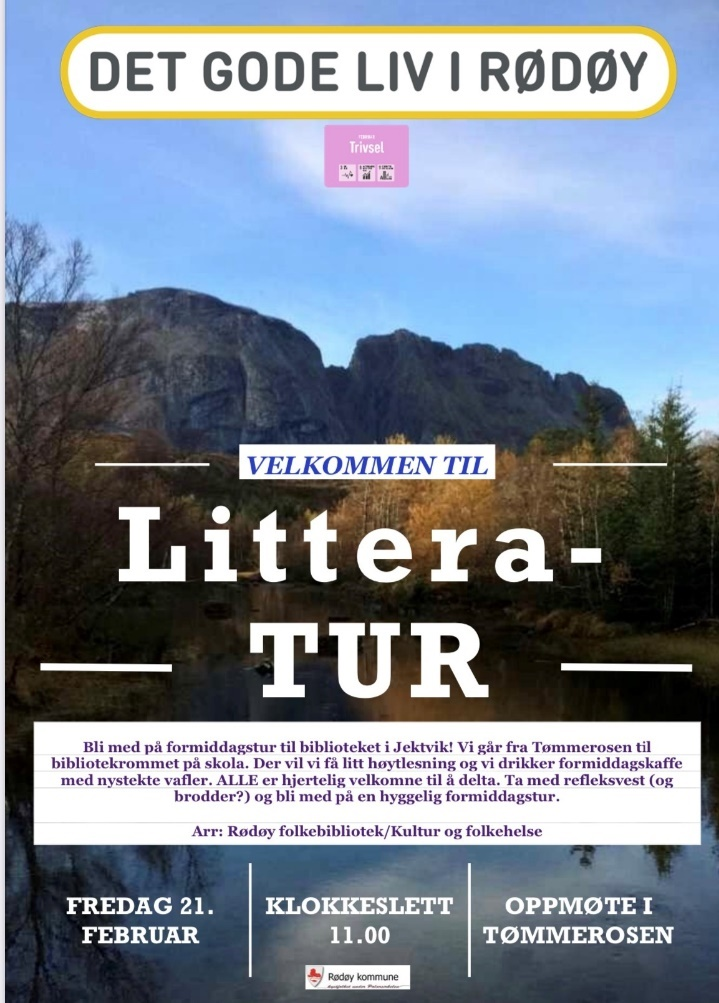 DET GODE LIV I RØDØY
Trivsel
VELKOMMEN TIL
Littera-
TUR
Bli med på formiddagstur til biblioteket i Jektvik! Vi går fra Tømmerosen til
bibliotekrommet på skola. Der vil vi få litt høytlesning og vi drikker formiddagskaffe
med nystekte vafler. ALLE er hjertelig velkomne til å delta. Ta med refleksvest (og
brodder?) og bli med på en hyggelig formiddagstur.
Arr: Rødøy folkebibliotek/Kultur og folkehelse
FREDAG 21.
FEBRUAR
KLOKKESLETT
11.00
OPPMØTE I
TØMMEROSEN
Rødøy kommune